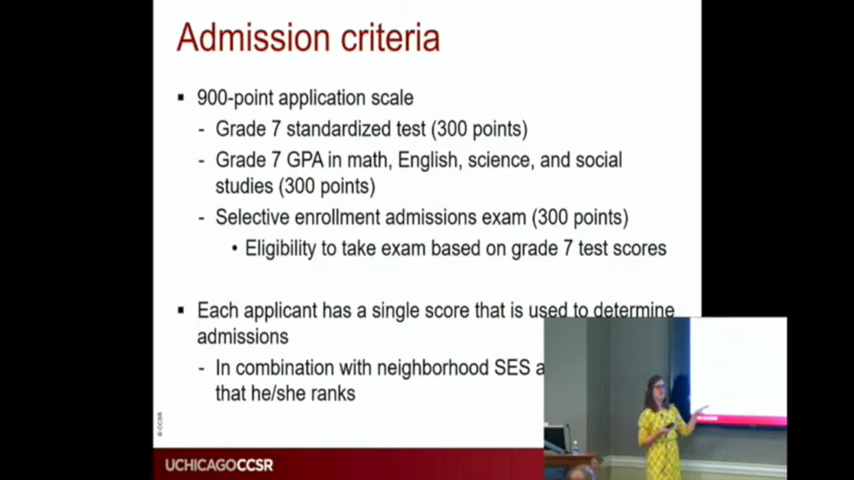 Admission criteria
▪ 900-point application scale
- Grade 7 standardized test (300 points)
- Grade 7 GPA in math, English, science, and social
studies (300 points)
- Selective enrollment admissions exam (300 points)
• Eligibility to take exam based on grade 7 test scores
▪ Each applicant has a single score that is used to determine
admissions
- In combination with neighborhood SES a
that he/she ranks
© CCSR
UCHICAGOCCSR